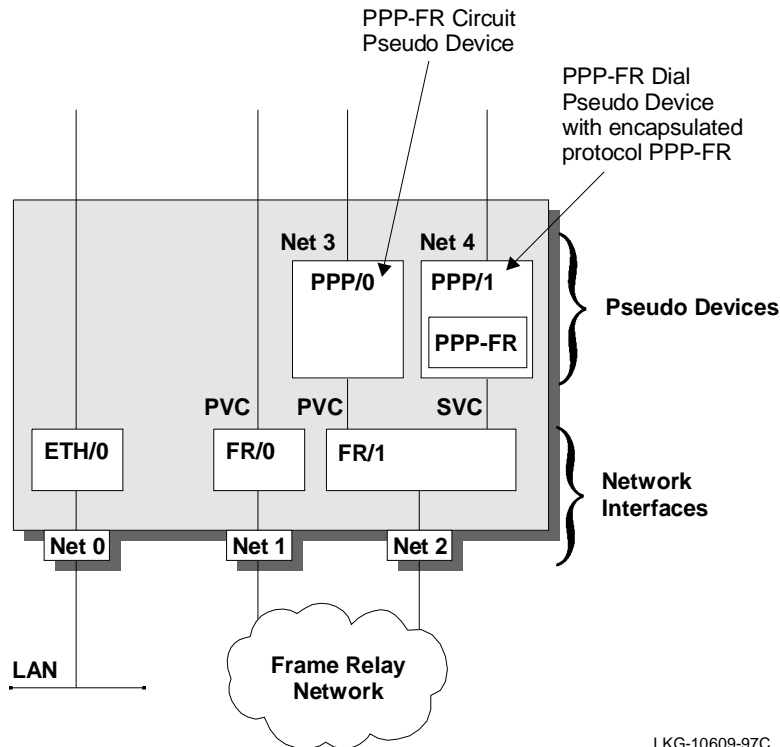 PPP-FR Circuit
Pseudo Device
PPP-FR Dial
Pseudo Device
with encapsulated
protocol PPP-FR
Net 3
Net 4
PPP/0
PPP/1
PPP-FR
Pseudo Devices
PVC
PVC
SVC
ETH/0
FR/0
FR/1
Network
Interfaces
Net 0
Net 1
Net 2
LAN
Frame Relay
Network
LKG-10609-97C